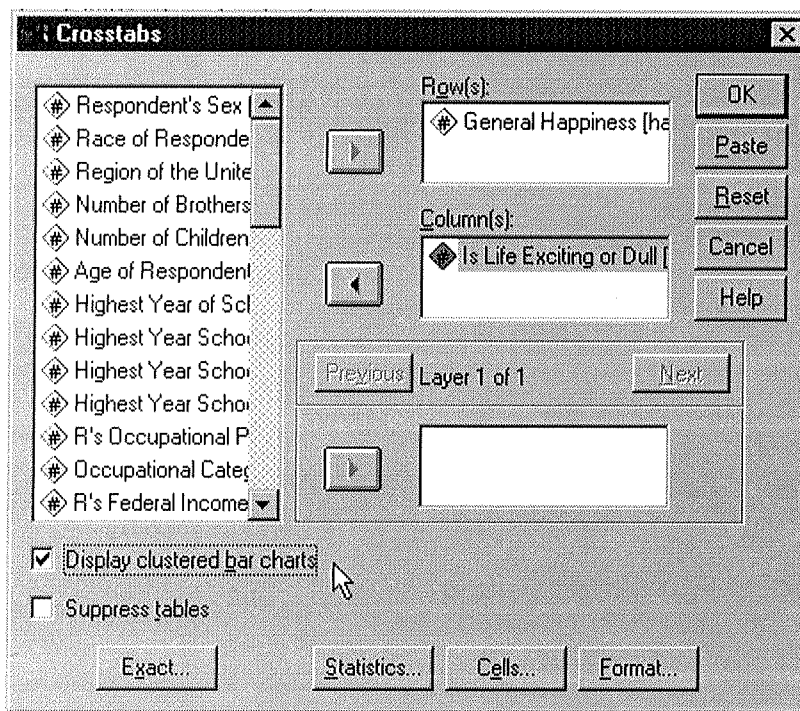 Crosstabs
Respondent's Sex [
Race of Responde
Region of the Unite
Number of Brothers
Number of Children
Age of Respondent
Highest Year of Scl
Highest Year Schoo
Highest Year Schoo
Highest Year Schoo
R's Occupational P
Occupational Categ
R's Federal Income
Row(s):
General Happiness [ha
Column(s):
Is Life Exciting or Dull [
Previous Layer 1 of 1 Next
OK
Paste
Reset
Cancel
Help
Display clustered bar charts
Suppress tables
Exact... Statistics... Cells... Format...